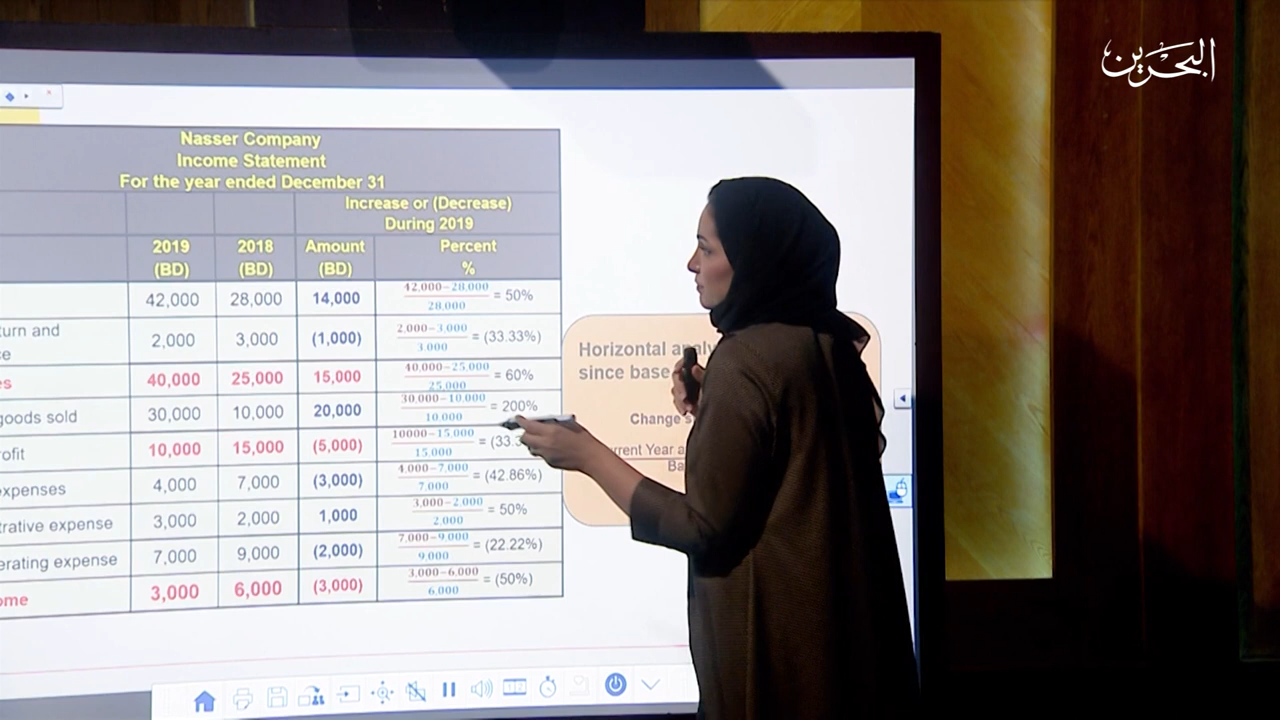 البحرين
Nasser Company
Income Statement
For the year ended December 31
Increase or (Decrease)
During 2019
2019 2018 Amount Percent
(BD) (BD) (BD) %
42,000 28,000 14,000 42,000−28,000 / 28,000 = 50%
turn and
ce 2,000 3,000 (1,000) 2,000−3,000 / 3,000 = (33.33%)
es 40,000 25,000 15,000 40,000−25,000 / 25,000 = 60%
goods sold 30,000 10,000 20,000 30,000−10,000 / 10,000 = 200%
ofit 10,000 15,000 (5,000) 10000−15,000 / 15,000 = (33.3
expenses 4,000 7,000 (3,000) 4,000−7,000 / 7,000 = (42.86%)
trative expense 3,000 2,000 1,000 3,000−2,000 / 2,000 = 50%
erating expense 7,000 9,000 (2,000) 7,000−9,000 / 9,000 = (22.22%)
ome 3,000 6,000 (3,000) 3,000−6,000 / 6,000 = (50%)
Horizontal analy
since base
Change
rrent Year a
Ba